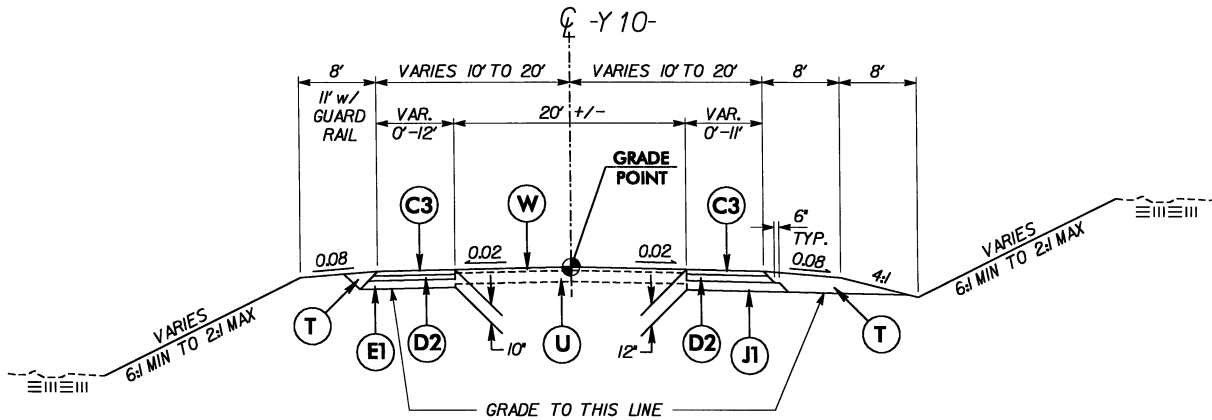 ℄ -Y 10-
8'
VARIES 10' TO 20'
VARIES 10' TO 20'
8'
8'
11' w/
GUARD
RAIL
VAR.
0'-12'
20' +/-
VAR.
0'-11'
GRADE
POINT
C3
W
C3
6"
TYP.
0.08
0.02
0.02
0.08
4:1
VARIES
6:1 MIN TO 2:1 MAX
VARIES
6:1 MIN TO 2:1 MAX
T
E1
D2
10"
U
12"
D2
J1
T
GRADE TO THIS LINE